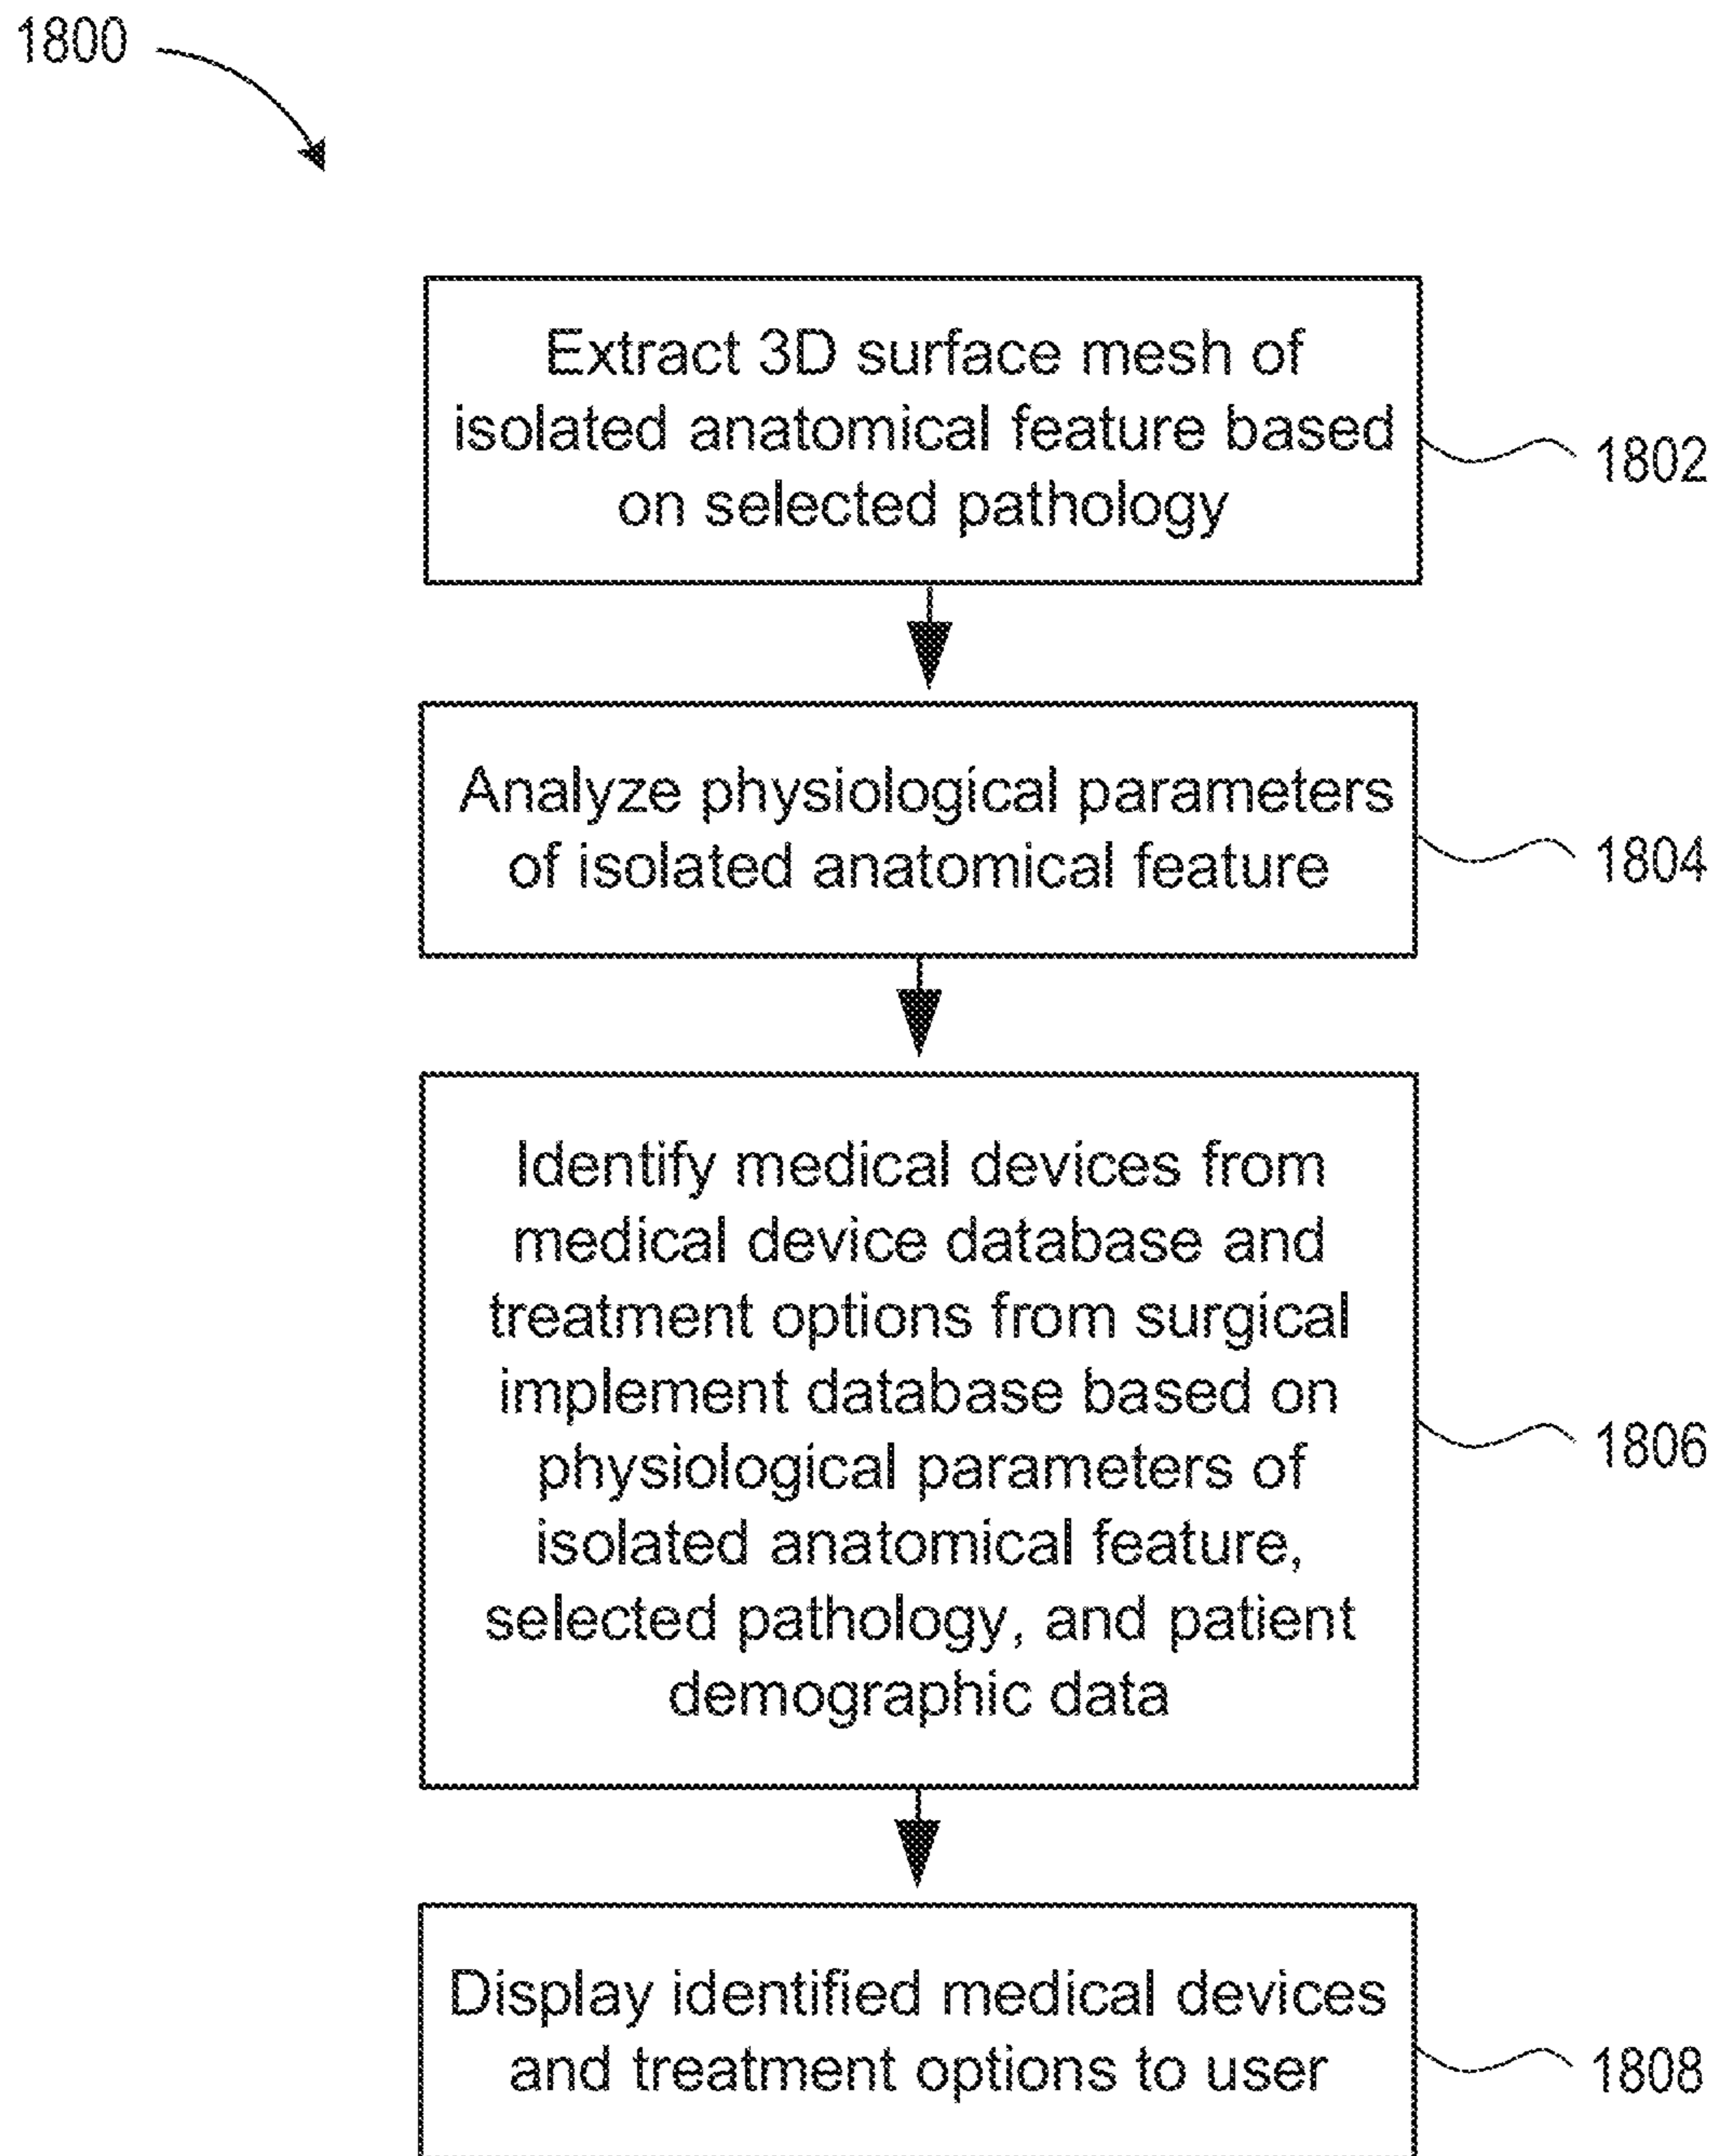 1800
Extract 3D surface mesh of
isolated anatomical feature based
on selected pathology
1802
Analyze physiological parameters
of isolated anatomical feature
1804
Identify medical devices from
medical device database and
treatment options from surgical
implement database based on
physiological parameters of
isolated anatomical feature,
selected pathology, and patient
demographic data
1806
Display identified medical devices
and treatment options to user
1808